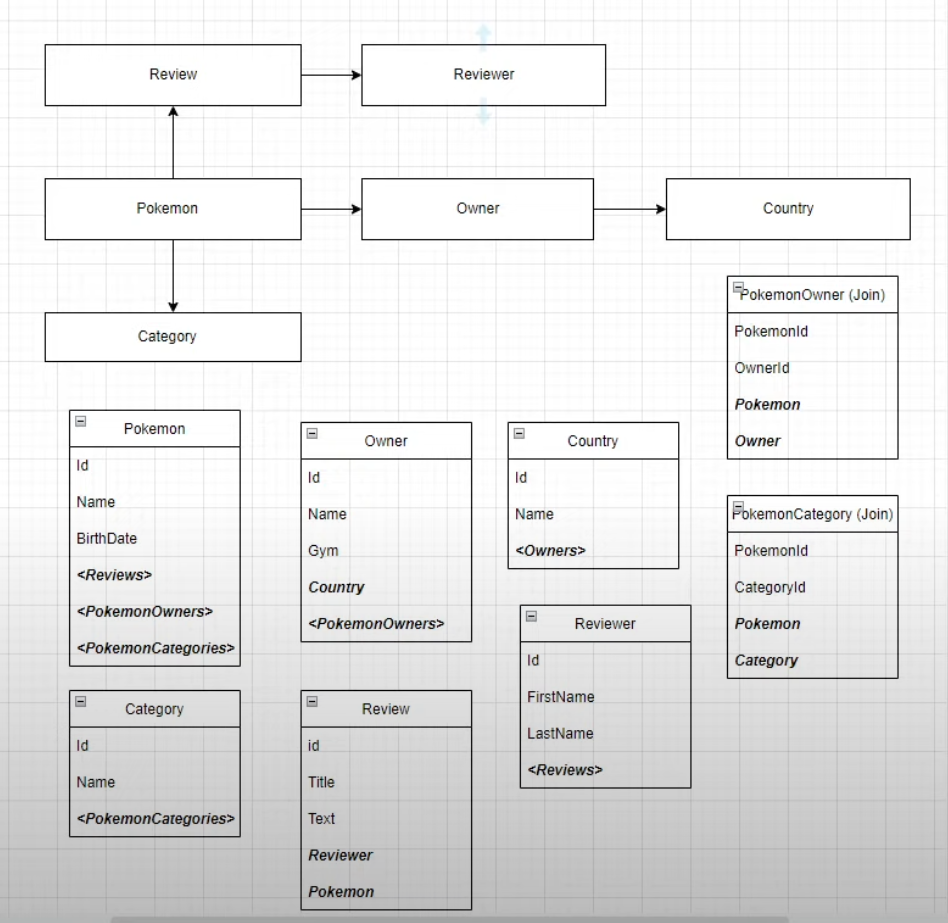 Review
Reviewer
Pokemon
Owner
Country
Category
PokemonOwner (Join)
PokemonId
OwnerId
Pokemon
Owner
Pokemon
Id
Name
BirthDate
<Reviews>
<PokemonOwners>
<PokemonCategories>
Owner
Id
Name
Gym
Country
<PokemonOwners>
Country
Id
Name
<Owners>
PokemonCategory (Join)
PokemonId
CategoryId
Pokemon
Category
Category
Id
Name
<PokemonCategories>
Review
id
Title
Text
Reviewer
Pokemon
Reviewer
Id
FirstName
LastName
<Reviews>